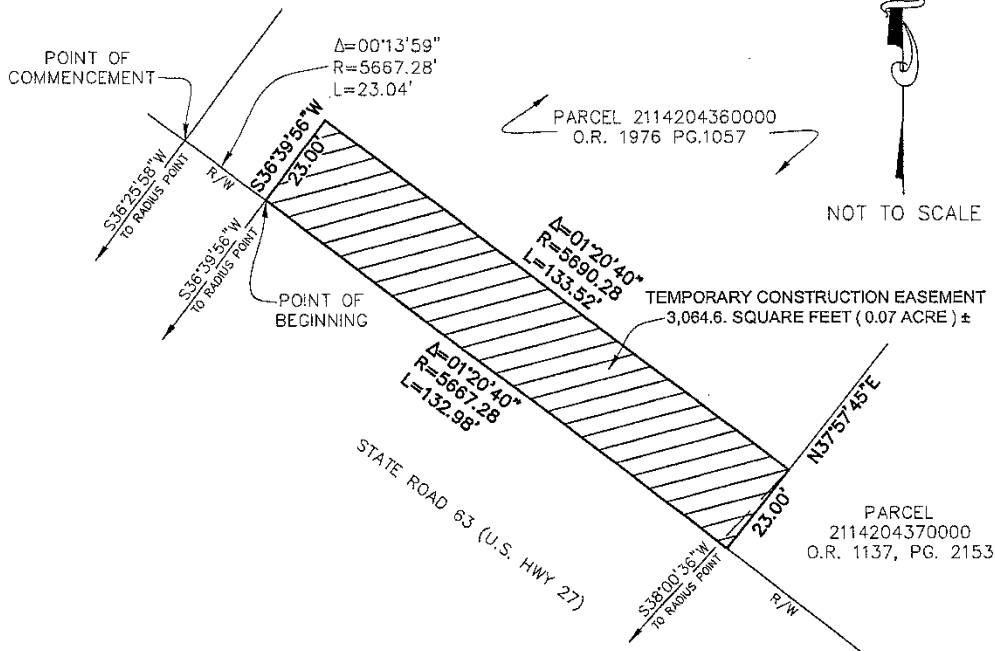 POINT OF
COMMENCEMENT
Δ=00°13'59"
R=5667.28'
L=23.04'
PARCEL 2114204360000
O.R. 1976 PG.1057
NOT TO SCALE
S36°25'58"W
TO RADIUS POINT
R/W
S36°39'56"W
23.00'
S36°39'56"W
TO RADIUS POINT
POINT OF
BEGINNING
Δ=01°20'40"
R=5690.28
L=133.52'
TEMPORARY CONSTRUCTION EASEMENT
3,064.6. SQUARE FEET ( 0.07 ACRE ) ±
Δ=01°20'40"
R=5667.28
L=132.98'
N37°57'45"E
23.00'
STATE ROAD 63 (U.S. HWY 27)
PARCEL
2114204370000
O.R. 1137, PG. 2153
S38°00'36"W
TO RADIUS POINT
R/W